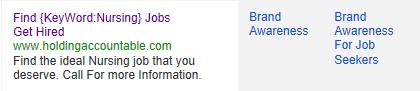 Find {KeyWord:Nursing} Jobs
Get Hired
www.holdingaccountable.com
Find the ideal Nursing job that you
deserve. Call For More Information.
Brand
Awareness
Brand
Awareness
For Job
Seekers